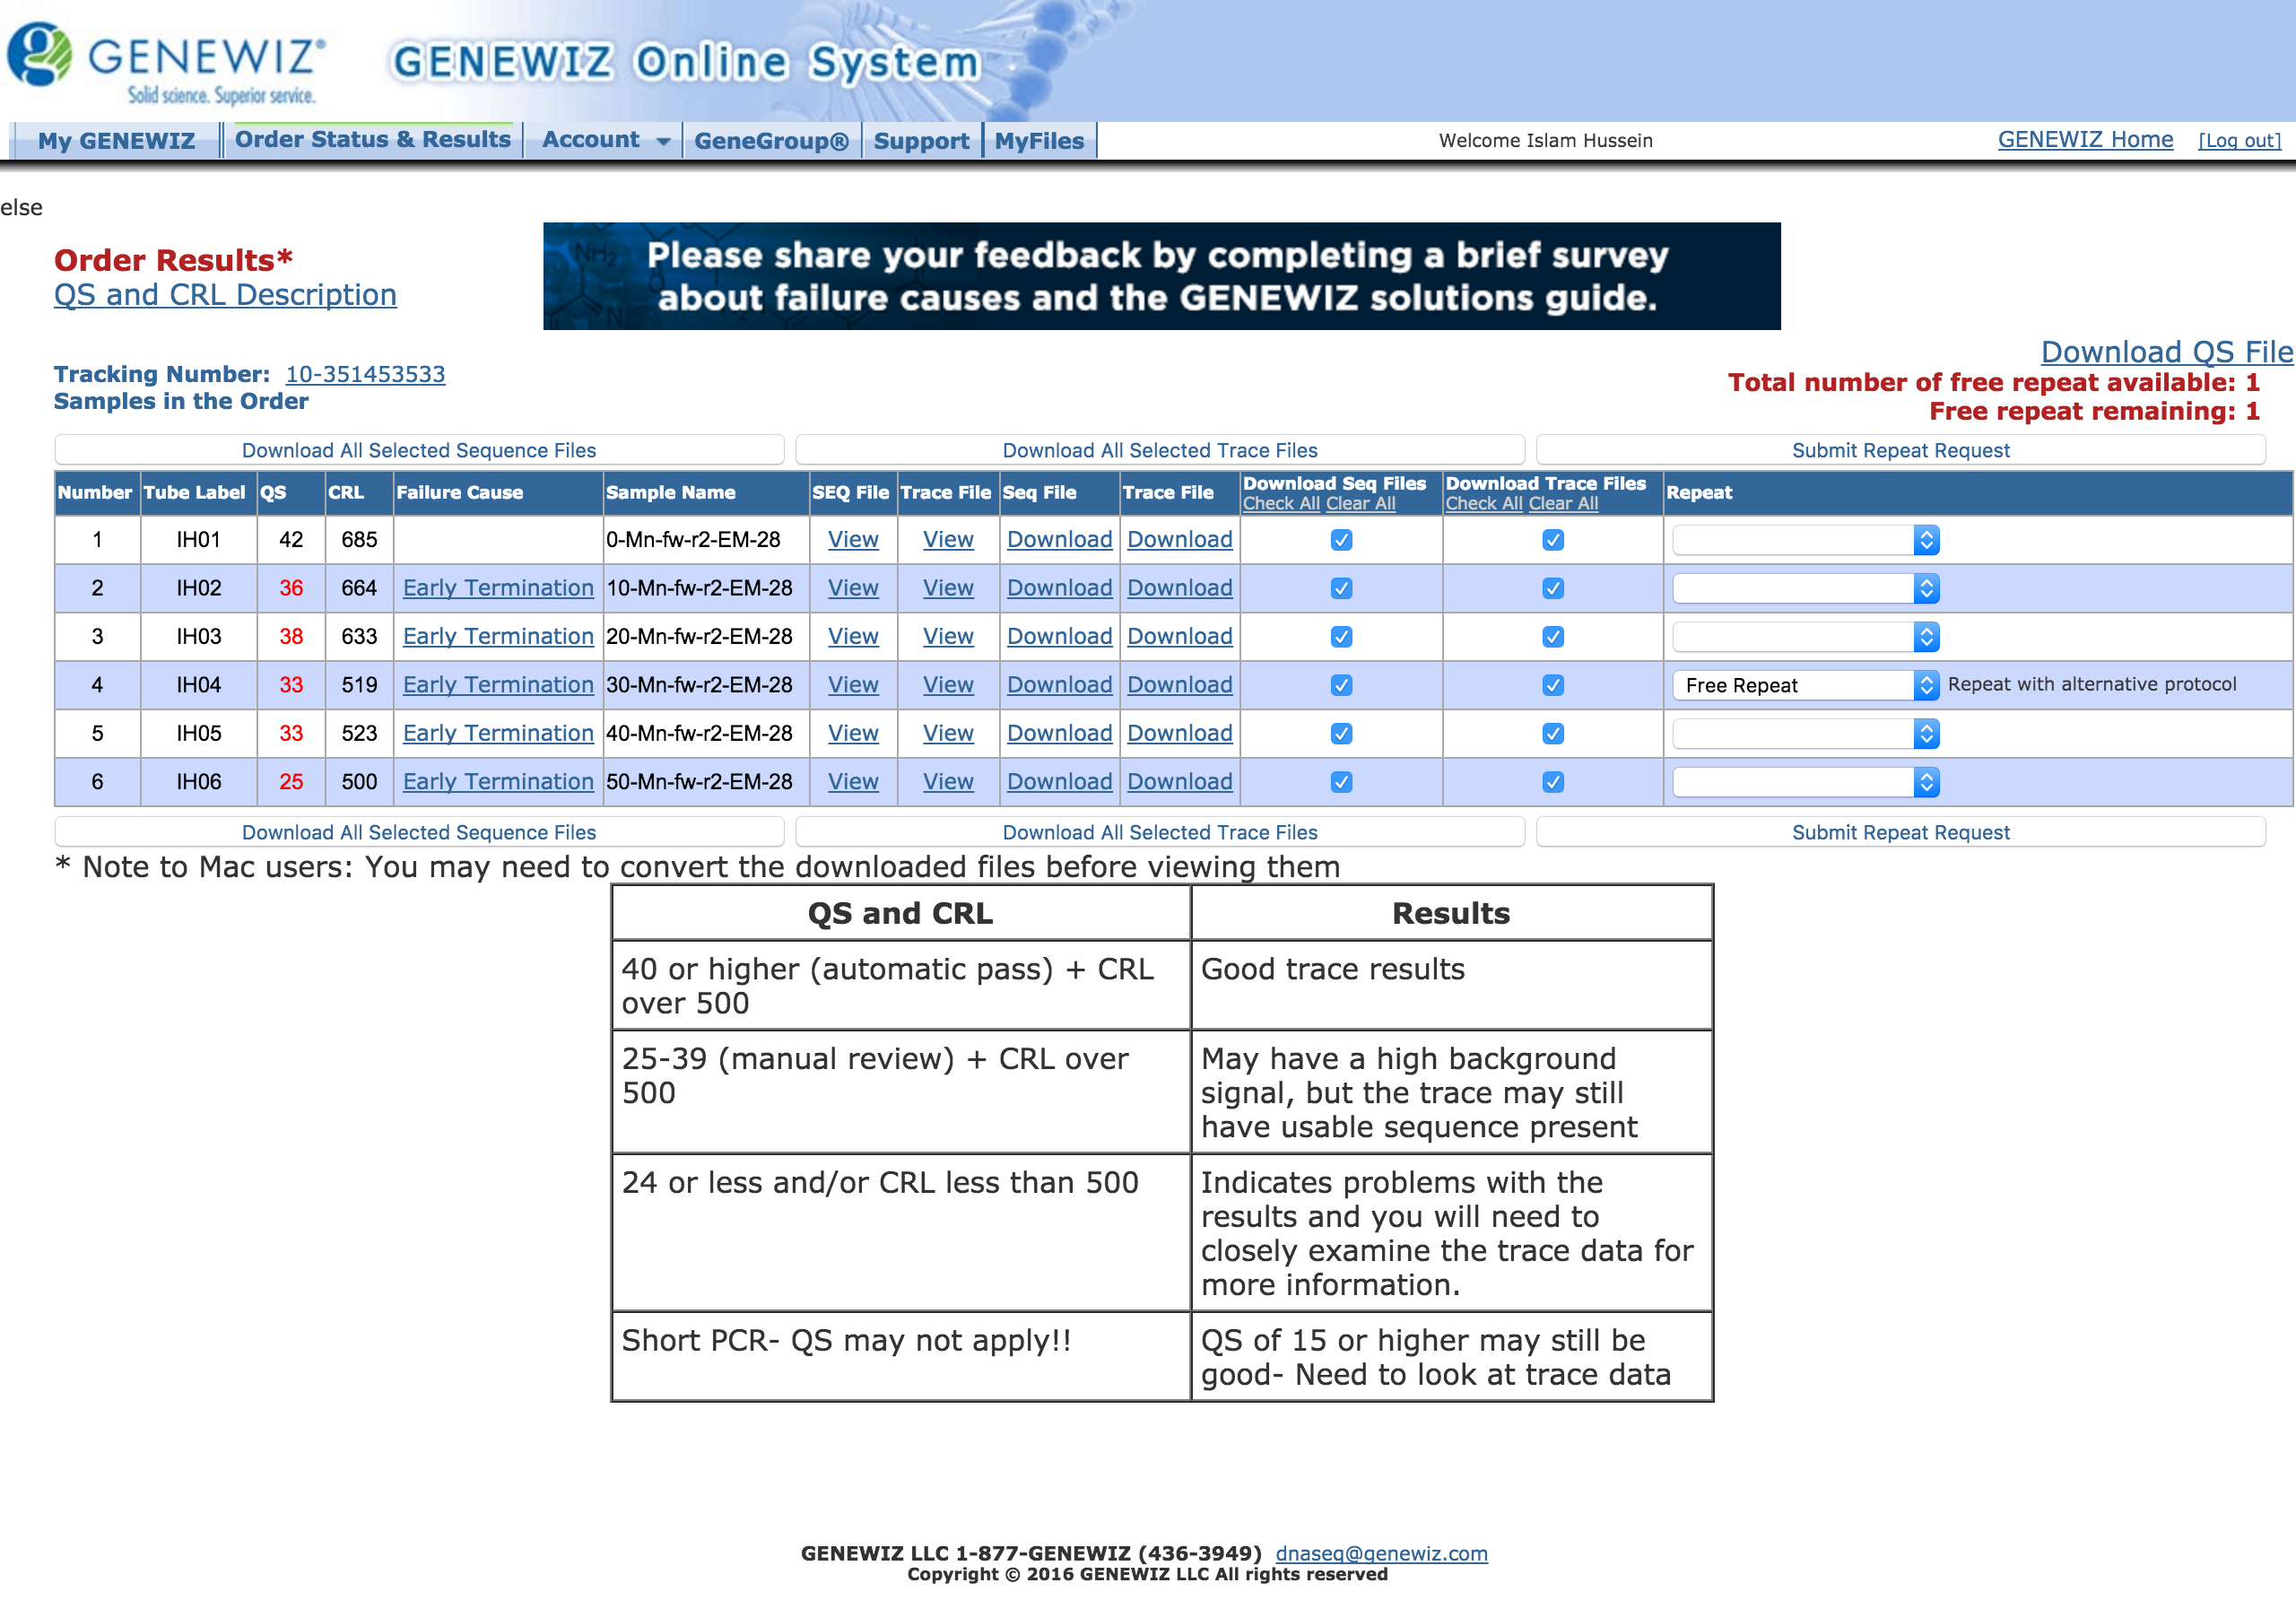 GENEWIZ®
Solid science. Superior service.
GENEWIZ Online System
My GENEWIZ Order Status & Results Account GeneGroup® Support MyFiles Welcome Islam Hussein GENEWIZ Home [Log out]
else
Please share your feedback by completing a brief survey
about failure causes and the GENEWIZ solutions guide.
Order Results*
QS and CRL Description
Download QS File
Tracking Number: 10-351453533
Samples in the Order
Total number of free repeat available: 1
Free repeat remaining: 1
Download All Selected Sequence Files Download All Selected Trace Files Submit Repeat Request
Number Tube Label QS CRL Failure Cause Sample Name SEQ File Trace File Seq File Trace File Download Seq Files Check All Clear All Download Trace Files Check All Clear All Repeat
1 IH01 42 685 0-Mn-fw-r2-EM-28 View View Download Download
2 IH02 36 664 Early Termination 10-Mn-fw-r2-EM-28 View View Download Download
3 IH03 38 633 Early Termination 20-Mn-fw-r2-EM-28 View View Download Download
4 IH04 33 519 Early Termination 30-Mn-fw-r2-EM-28 View View Download Download Free Repeat Repeat with alternative protocol
5 IH05 33 523 Early Termination 40-Mn-fw-r2-EM-28 View View Download Download
6 IH06 25 500 Early Termination 50-Mn-fw-r2-EM-28 View View Download Download
Download All Selected Sequence Files Download All Selected Trace Files Submit Repeat Request
* Note to Mac users: You may need to convert the downloaded files before viewing them
QS and CRL Results
40 or higher (automatic pass) + CRL
over 500
Good trace results
25-39 (manual review) + CRL over
500
May have a high background
signal, but the trace may still
have usable sequence present
24 or less and/or CRL less than 500
Indicates problems with the
results and you will need to
closely examine the trace data for
more information.
Short PCR- QS may not apply!!
QS of 15 or higher may still be
good- Need to look at trace data
GENEWIZ LLC 1-877-GENEWIZ (436-3949) dnaseq@genewiz.com
Copyright © 2016 GENEWIZ LLC All rights reserved